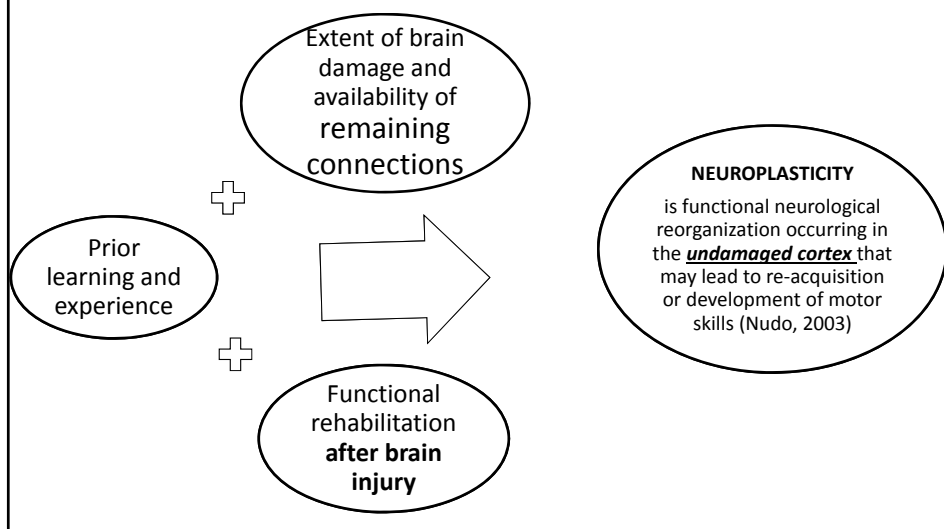 Extent of brain
damage and
availability of
remaining
connections
Prior
learning and
experience
Functional
rehabilitation
after brain
injury
NEUROPLASTICITY
is functional neurological
reorganization occurring in
the undamaged cortex that
may lead to re-acquisition
or development of motor
skills (Nudo, 2003)